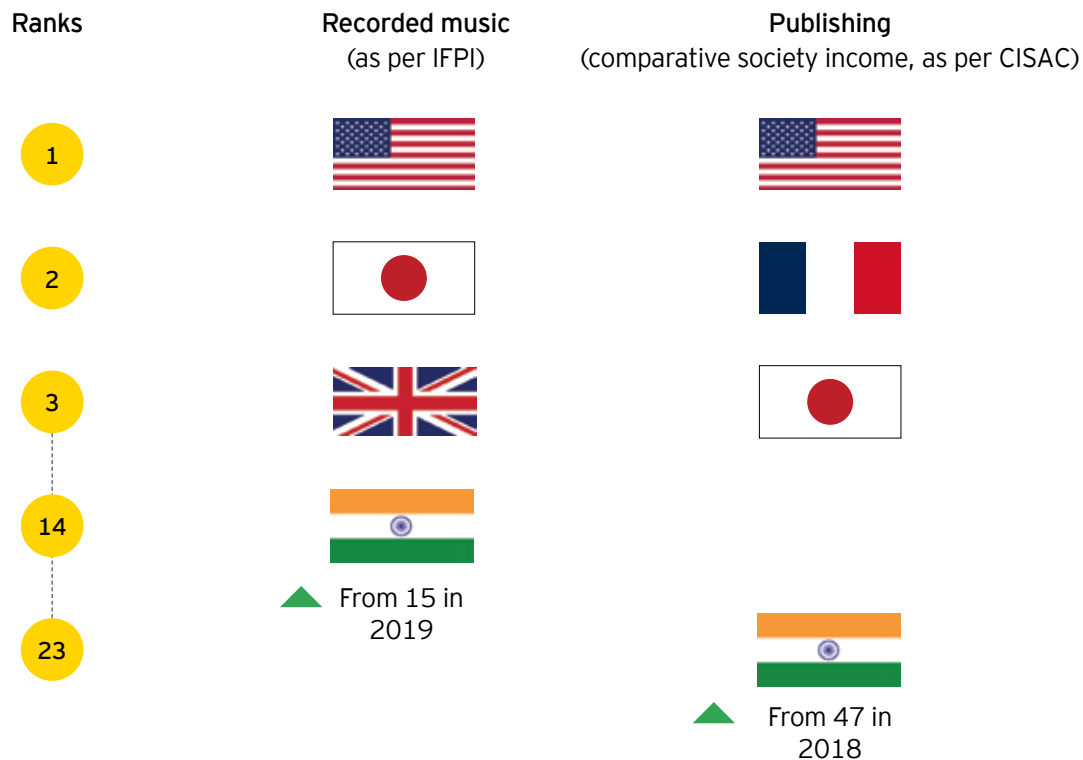 Ranks
Recorded music
(as per IFPI)
Publishing
(comparative society income, as per CISAC)
1
2
3
14
From 15 in
2019
23
From 47 in
2018